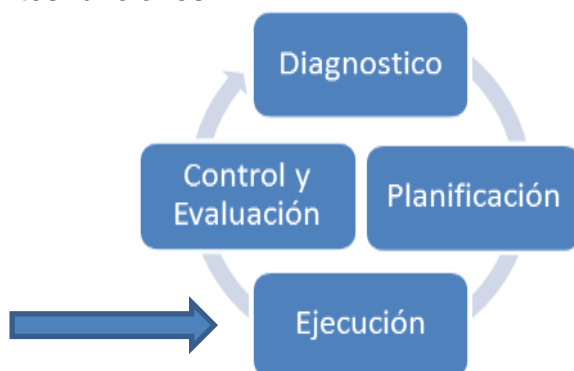 Diagnostico
Control y
Evaluación
Planificación
Ejecución